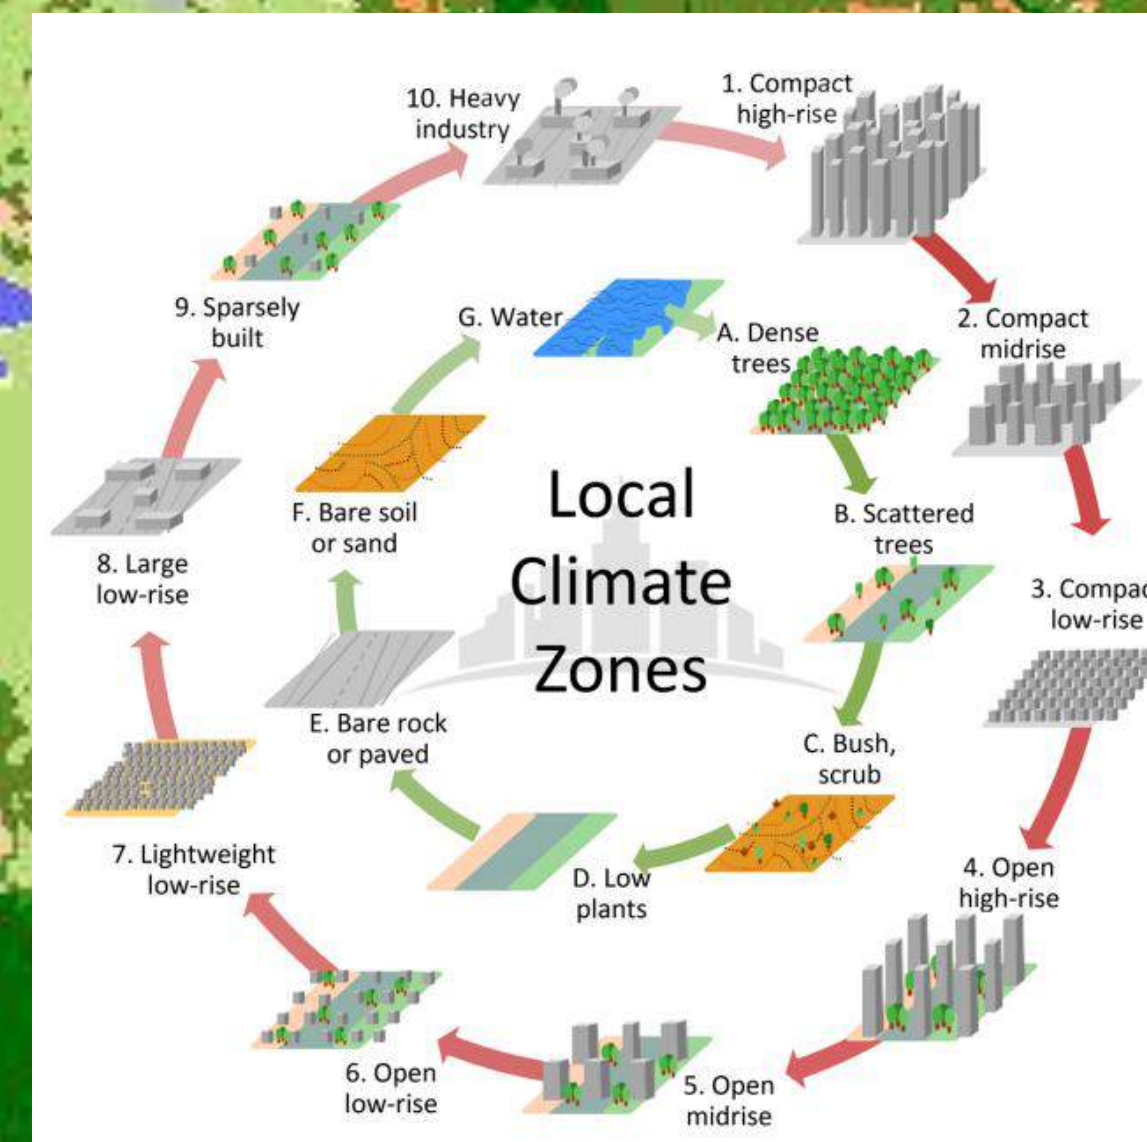 10. Heavy
industry
1. Compact
high-rise
2. Compact
midrise
3. Compac
low-rise
4. Open
high-rise
5. Open
midrise
6. Open
low-rise
7. Lightweight
low-rise
8. Large
low-rise
9. Sparsely
built
G. Water
A. Dense
trees
B. Scattered
trees
C. Bush,
scrub
D. Low
plants
E. Bare rock
or paved
F. Bare soil
or sand
Local
Climate
Zones